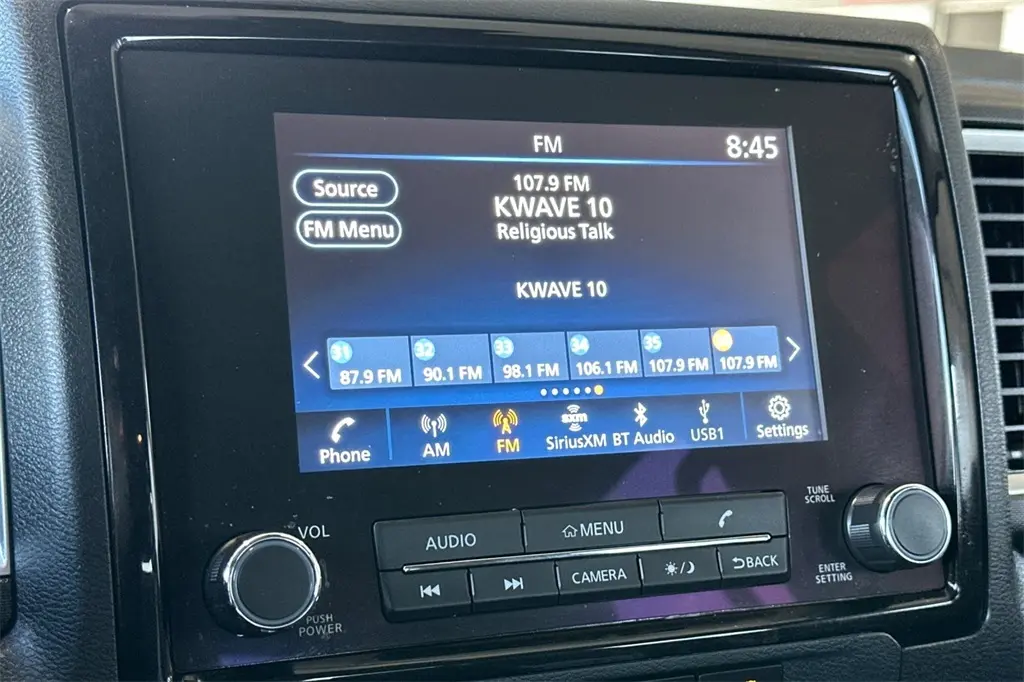 FM
8:45
Source
107.9 FM
KWAVE 10
FM Menu
Religious Talk
KWAVE 10
31
87.9 FM
32
90.1 FM
33
98.1 FM
34
106.1 FM
35
107.9 FM
107.9 FM
Phone
AM
FM
sxm
SiriusXM
BT Audio
USB1
Settings
VOL
PUSH
POWER
AUDIO
MENU
CAMERA
BACK
TUNE
SCROLL
ENTER
SETTING